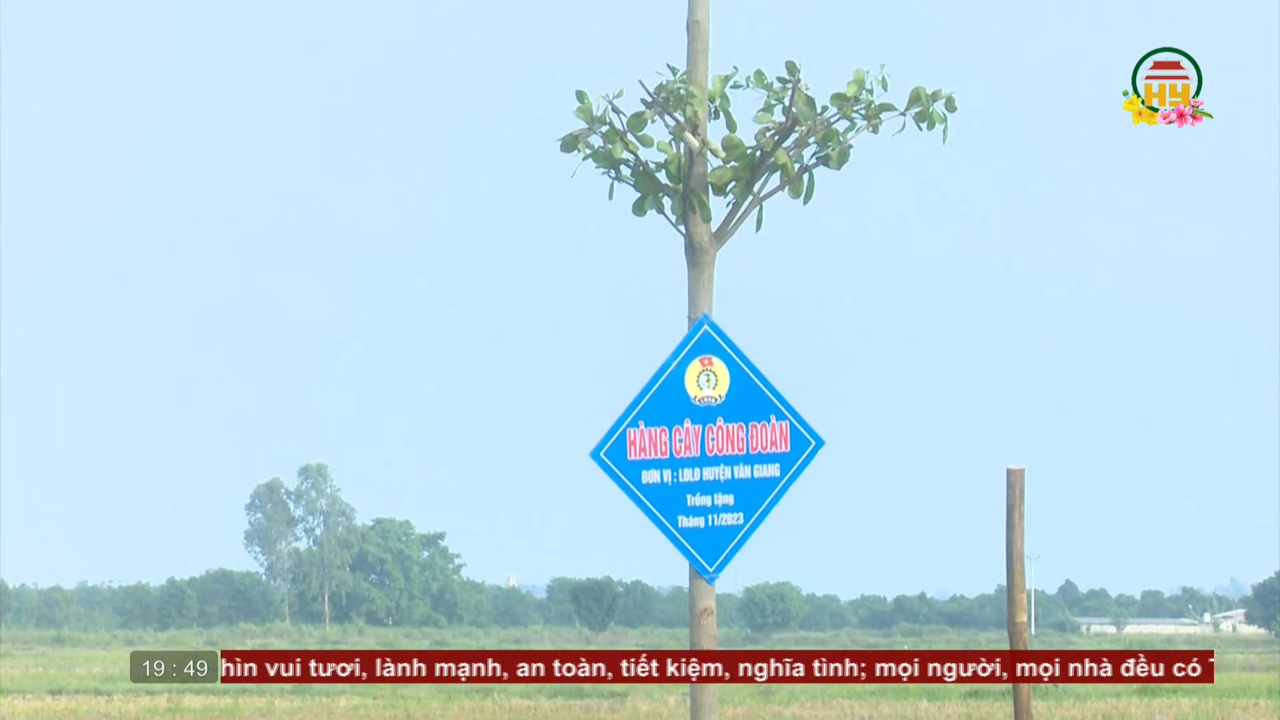 HY
HÀNG CÂY CÔNG ĐOÀN
ĐƠN VỊ : LĐLĐ HUYỆN VĂN GIANG
Trồng tặng
Tháng 11/2023
19 : 49
hìn vui tươi, lành mạnh, an toàn, tiết kiệm, nghĩa tình; mọi người, mọi nhà đều có